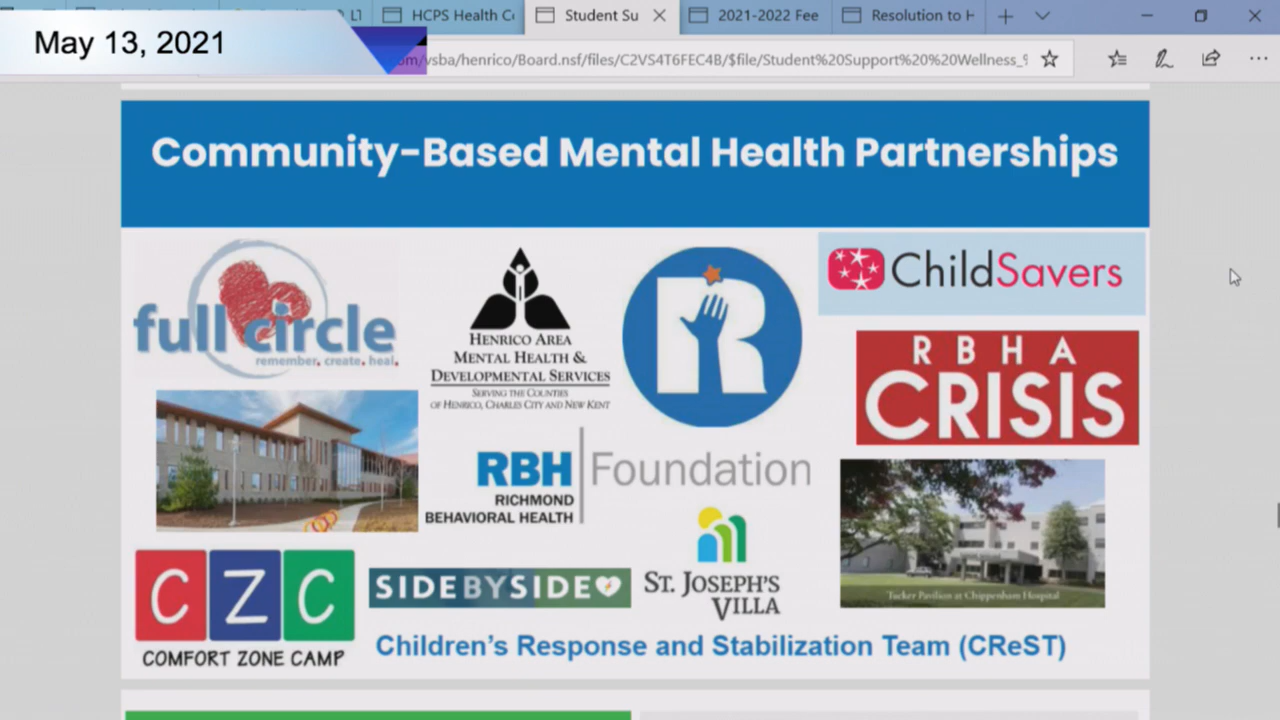 HCPS Health C
Student Su
2021-2022 Fee
Resolution to H
May 13, 2021
om/vsba/henrico/Board.nsf/files/C2VS4T6FEC4B/$file/Student%20Support%20%20Wellness_%
Community-Based Mental Health Partnerships
full circle
remember. create. heal.
HENRICO AREA
MENTAL HEALTH &
DEVELOPMENTAL SERVICES
SERVING THE COUNTIES
OF HENRICO, CHARLES CITY AND NEW KENT
R
ChildSavers
RBHA
CRISIS
RBH Foundation
RICHMOND
BEHAVIORAL HEALTH
Tucker Pavilion at Chippenham Hospital
CZC
COMFORT ZONE CAMP
SIDEBYSIDE
ST. JOSEPH'S
VILLA
Children's Response and Stabilization Team (CReST)